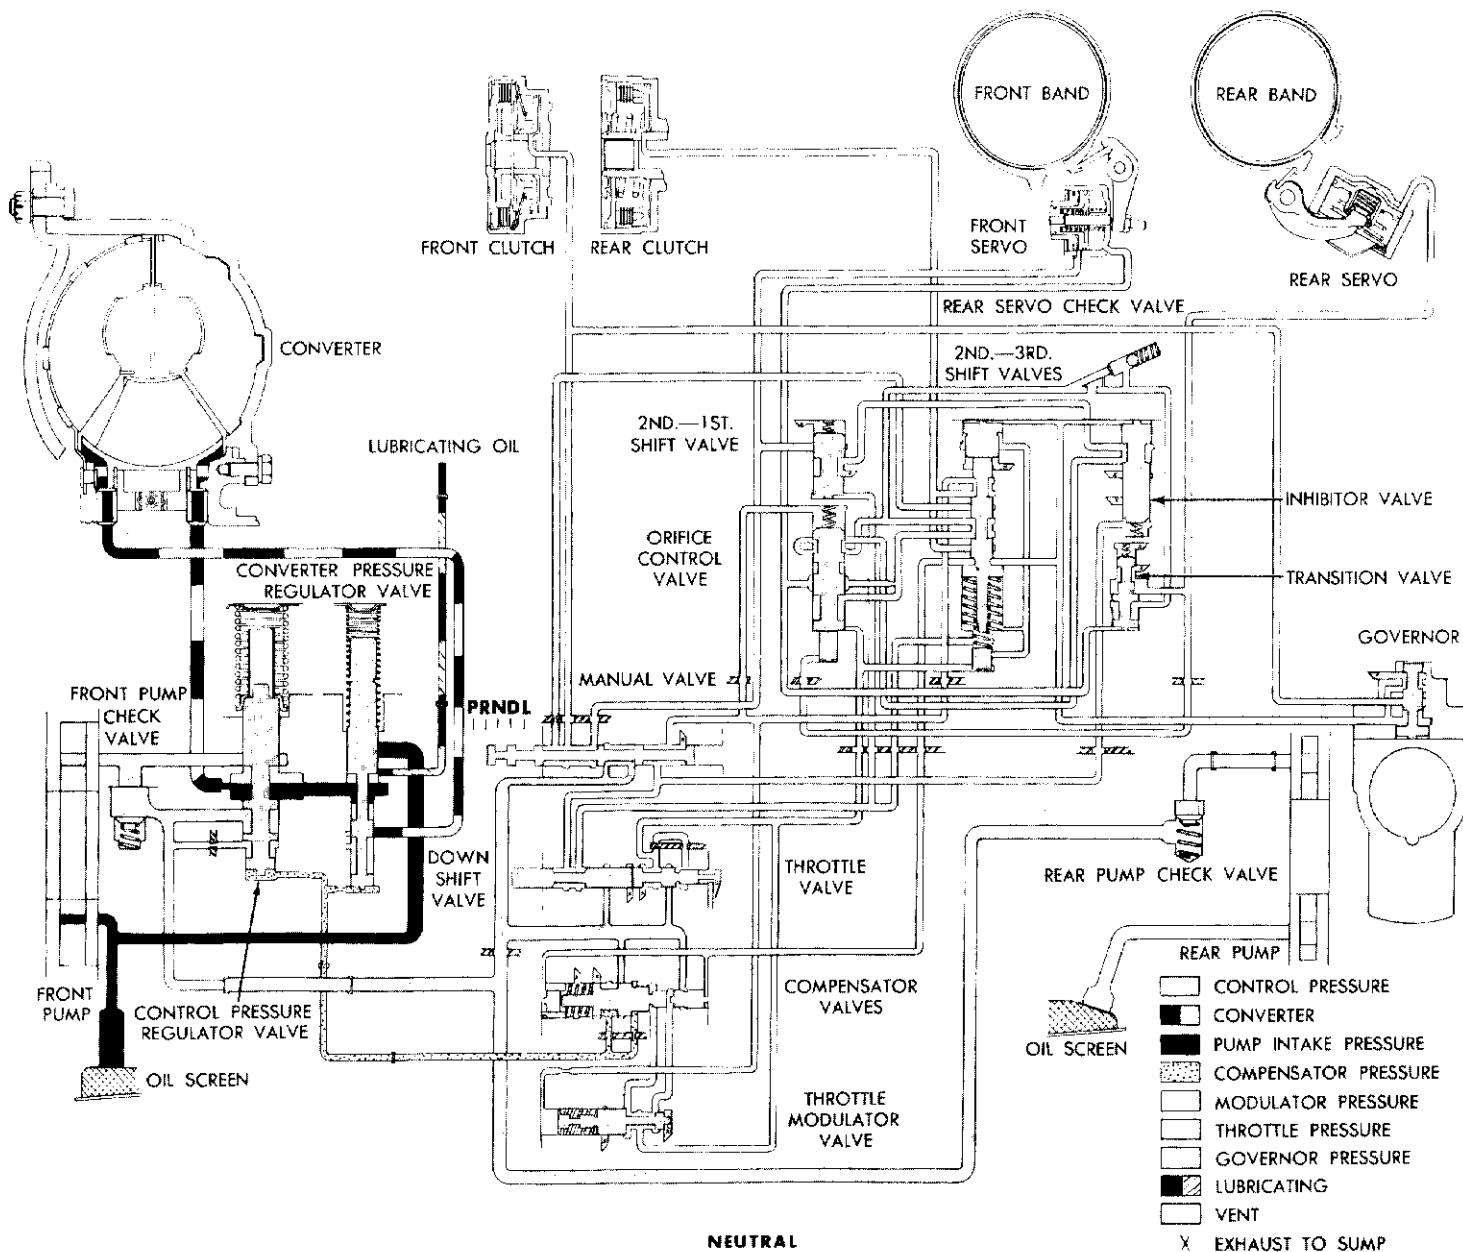 FRONT BAND
REAR BAND
FRONT CLUTCH
REAR CLUTCH
FRONT
SERVO
REAR SERVO
REAR SERVO CHECK VALVE
CONVERTER
2ND.—3RD.
SHIFT VALVES
2ND.—1ST.
SHIFT VALVE
LUBRICATING OIL
INHIBITOR VALVE
ORIFICE
CONTROL
VALVE
CONVERTER PRESSURE
REGULATOR VALVE
TRANSITION VALVE
GOVERNOR
MANUAL VALVE
FRONT PUMP
CHECK
VALVE
PRNDL
DOWN
SHIFT
VALVE
THROTTLE
VALVE
REAR PUMP CHECK VALVE
REAR PUMP
FRONT
PUMP
CONTROL PRESSURE
REGULATOR VALVE
COMPENSATOR
VALVES
OIL SCREEN
OIL SCREEN
THROTTLE
MODULATOR
VALVE
CONTROL PRESSURE
CONVERTER
PUMP INTAKE PRESSURE
COMPENSATOR PRESSURE
MODULATOR PRESSURE
THROTTLE PRESSURE
GOVERNOR PRESSURE
LUBRICATING
VENT
X EXHAUST TO SUMP
NEUTRAL